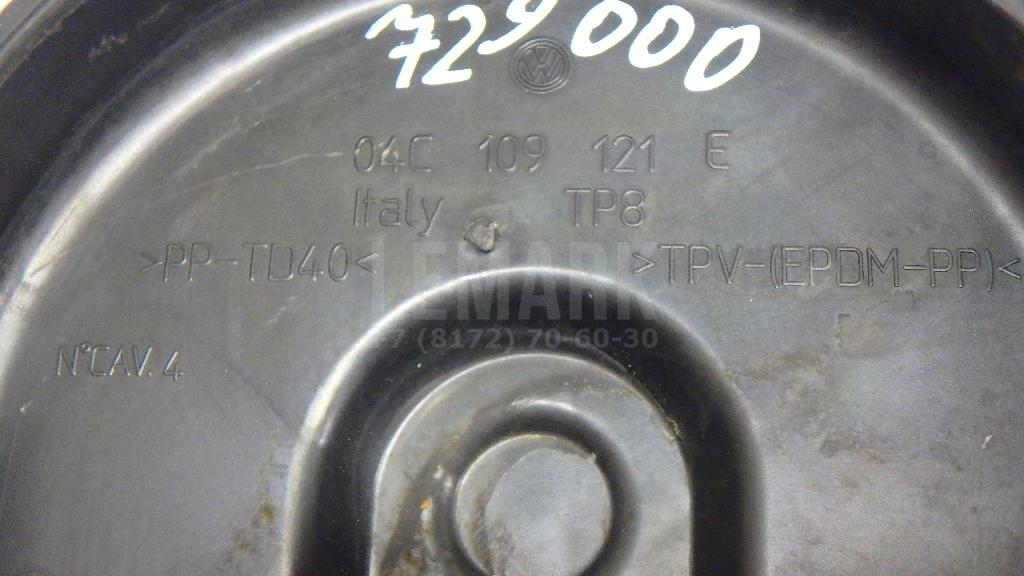 729000
04C 109 121 E
Italy TP8
>PP-TD40< >TPV-(EPDM-PP)<
LEMARK
+7 (8172) 70-60-30
N°CAV. 4